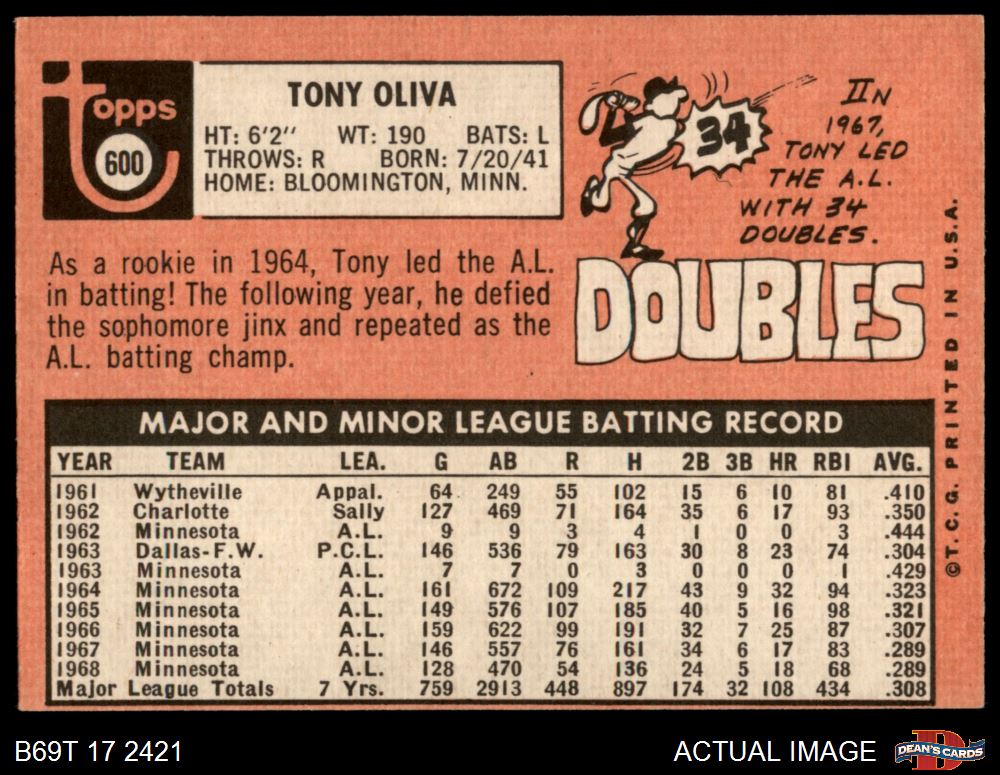 Topps
600
TONY OLIVA
HT: 6'2'' WT: 190 BATS: L
THROWS: R BORN: 7/20/41
HOME: BLOOMINGTON, MINN.
As a rookie in 1964, Tony led the A.L.
in batting! The following year, he defied
the sophomore jinx and repeated as the
A.L. batting champ.
34
IN
1967,
TONY LED
THE A.L.
WITH 34
DOUBLES.
DOUBLES
©T.C.G. PRINTED IN U.S.A.
MAJOR AND MINOR LEAGUE BATTING RECORD
YEAR TEAM LEA. G AB R H 2B 3B HR RBI AVG.
1961 Wytheville Appal. 64 249 55 102 15 6 10 81 .410
1962 Charlotte Sally 127 469 71 164 35 6 17 93 .350
1962 Minnesota A.L. 9 9 3 4 1 0 0 3 .444
1963 Dallas-F.W. P.C.L. 146 536 79 163 30 8 23 74 .304
1963 Minnesota A.L. 7 7 0 3 0 0 0 1 .429
1964 Minnesota A.L. 161 672 109 217 43 9 32 94 .323
1965 Minnesota A.L. 149 576 107 185 40 5 16 98 .321
1966 Minnesota A.L. 159 622 99 191 32 7 25 87 .307
1967 Minnesota A.L. 146 557 76 161 34 6 17 83 .289
1968 Minnesota A.L. 128 470 54 136 24 5 18 68 .289
Major League Totals 7 Yrs. 759 2913 448 897 174 32 108 434 .308
B69T 17 2421
ACTUAL IMAGE
D
DEAN'S CARDS